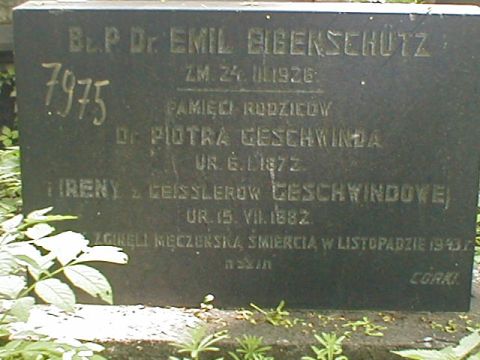 B.P. Dr. EMIL EIBENSCHÜTZ
ZM. 24. III. 1926.
7975
PAMIĘCI RODZICÓW
Dr. PIOTRA GESCHWINDA
UR. 6. I. 1872.
I IRENY z GEISSLERÓW GESCHWINDOWEJ
UR. 15. VII. 1882.
ZGINĘLI MĘCZEŃSKĄ ŚMIERCIĄ W LISTOPADZIE 1943 r.
CÓRKI.